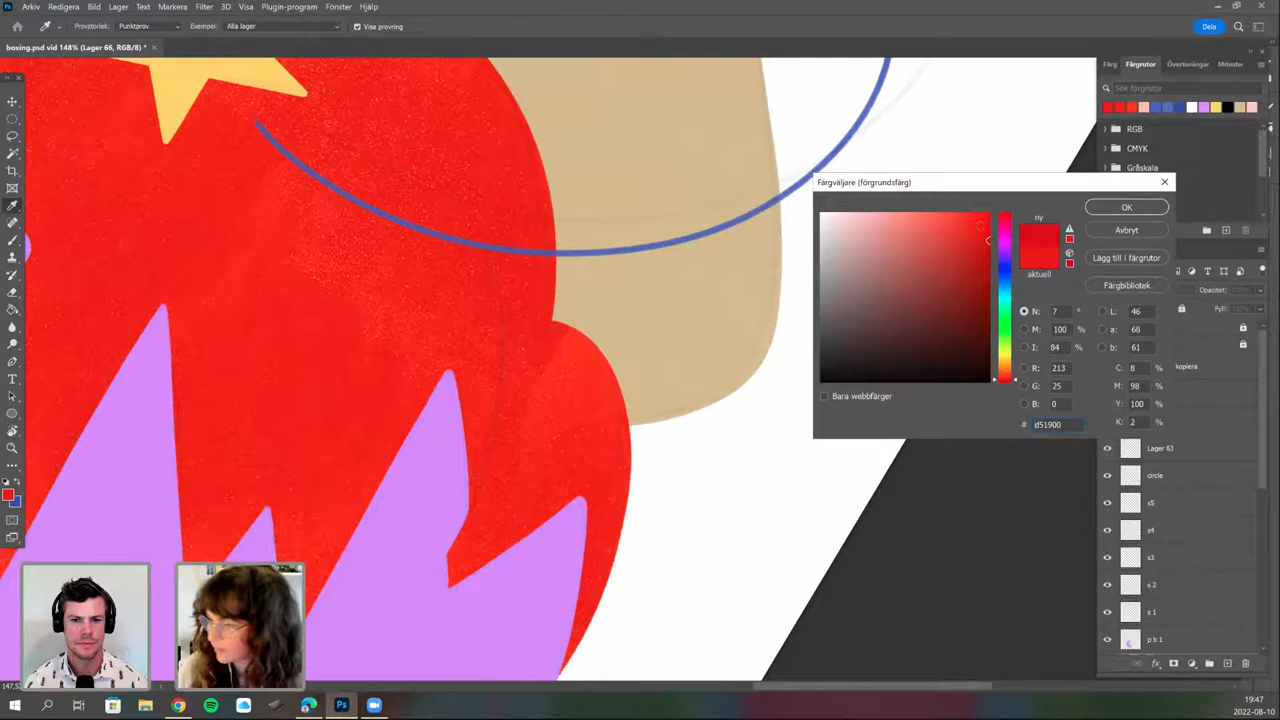 Arkiv Redigera Bild Lager Text Markera Filter 3D Visa Plugin-program Fönster Hjälp
Provstorlek: Punktprov Exempel: Alla lager Visa provring Dela
boxing.psd vid 148% (Lager 66, RGB/8) *
Färg Färgrutor Övertoningar Mönster
Sök färgrutor
RGB
CMYK
Gråskala
Färgväljare (förgrundsfärg)
ny
aktuell
OK
Avbryt
Lägg till i färgrutor
Färgbibliotek
N: 7 ° L: 46
M: 100 % a: 68
I: 84 % b: 61
R: 213 C: 8 %
G: 25 M: 98 %
B: 0 Y: 100 %
# d51900 K: 2 %
Bara webbfärger
Opacitet:
Fyll:
kopiera
Lager 63
circle
s5
s4
s3
s 2
s 1
p b 1
19:47
2022-08-10